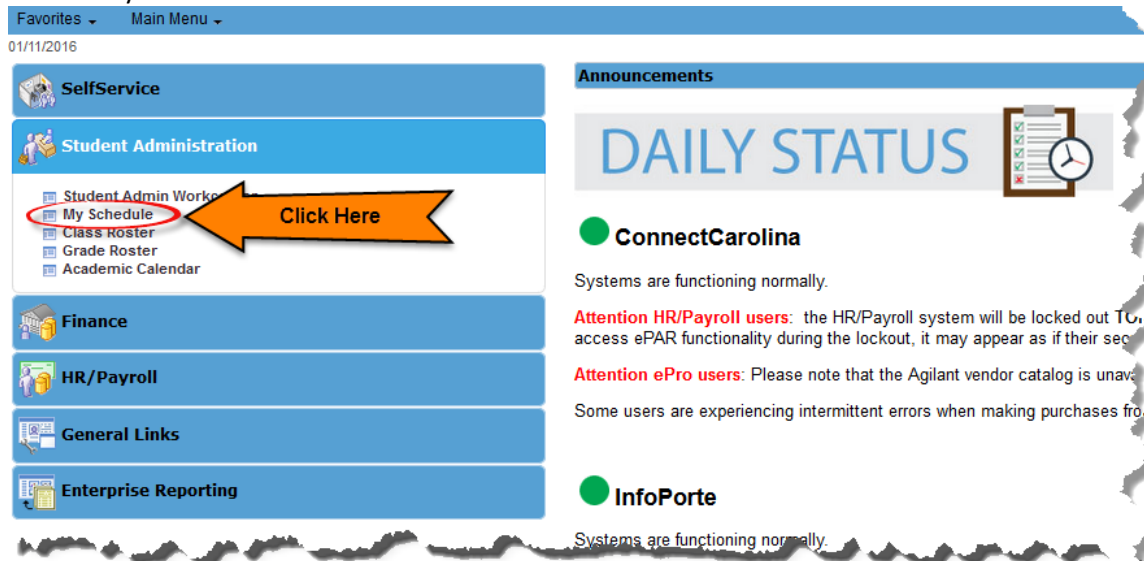 Favorites Main Menu
01/11/2016
SelfService
Student Administration
Student Admin
My Schedule
Class Roster
Grade Roster
Academic Calendar
Click Here
Finance
HR/Payroll
General Links
Enterprise Reporting
Announcements
DAILY STATUS
ConnectCarolina
Systems are functioning normally.
Attention HR/Payroll users: the HR/Payroll system will be locked out
access ePAR functionality during the lockout, it may appear as if their
Attention ePro users: Please note that the Agilant vendor catalog is
Some users are experiencing intermittent errors when making purchases
InfoPorte
Systems are functioning normally.